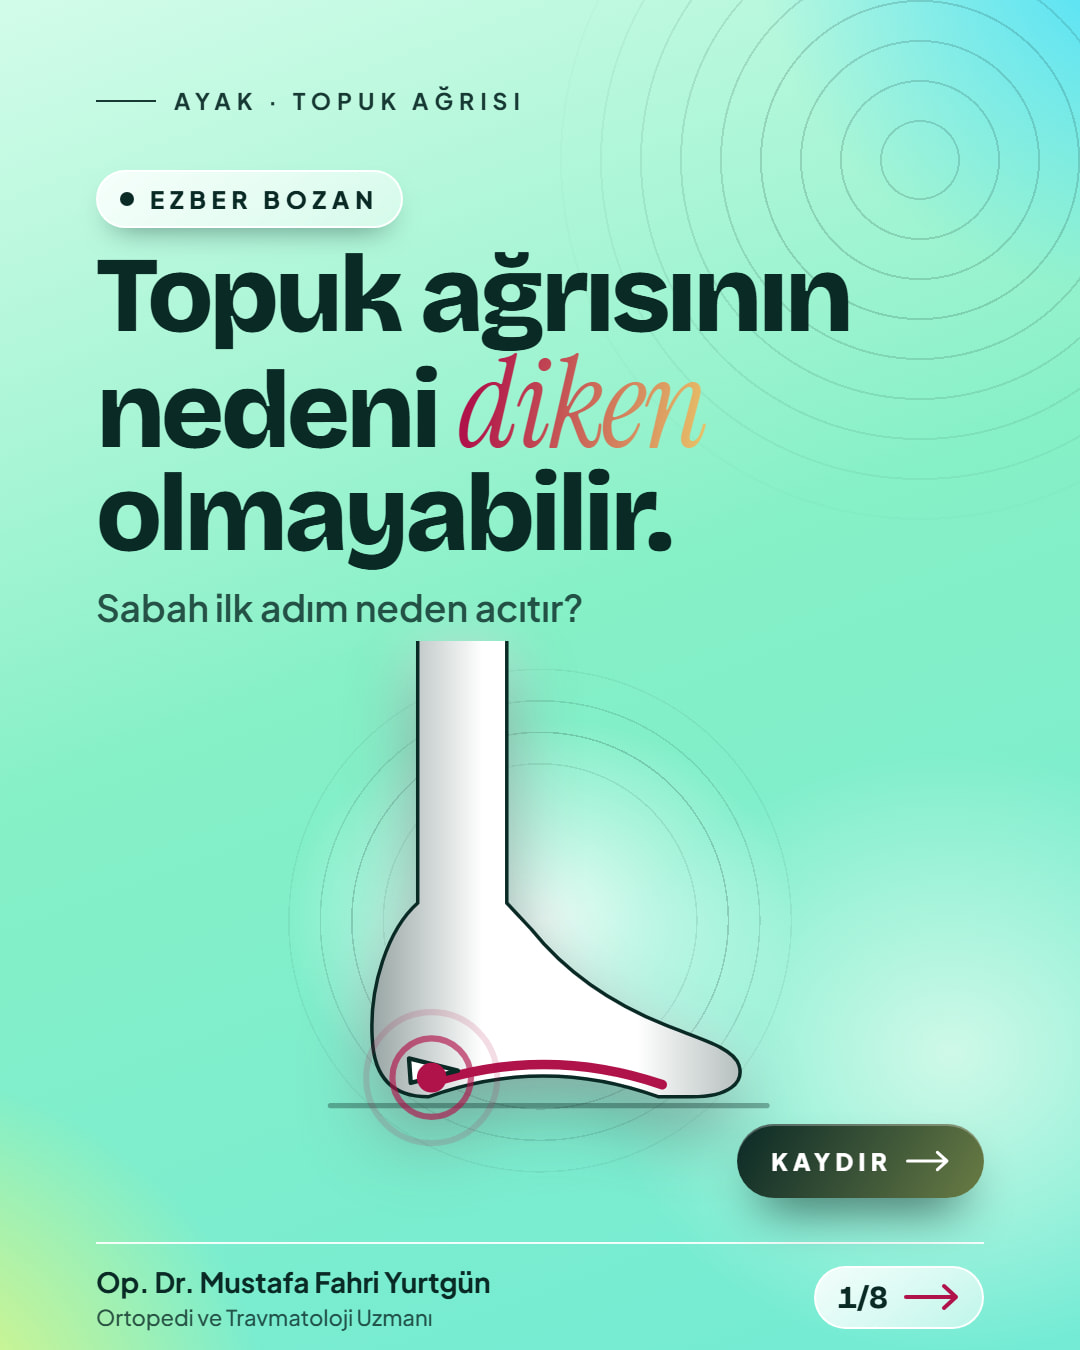 AYAK · TOPUK AĞRISI
EZBER BOZAN
Topuk ağrısının
nedeni diken
olmayabilir.
Sabah ilk adım neden acıtır?
KAYDIR
Op. Dr. Mustafa Fahri Yurtgün
Ortopedi ve Travmatoloji Uzmanı
1/8